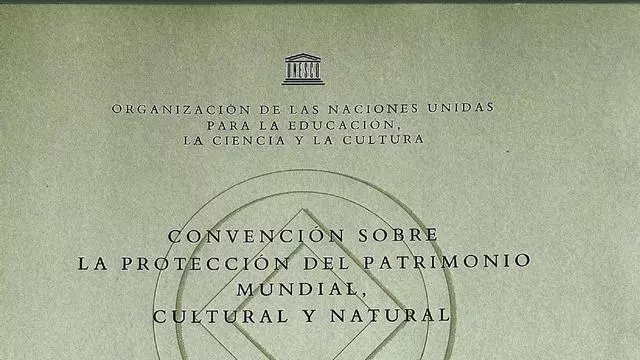 UNESCO
ORGANIZACIÓN DE LAS NACIONES UNIDAS
PARA LA EDUCACIÓN,
LA CIENCIA Y LA CULTURA
CONVENCIÓN SOBRE
LA PROTECCIÓN DEL PATRIMONIO
MUNDIAL,
CULTURAL Y NATURAL